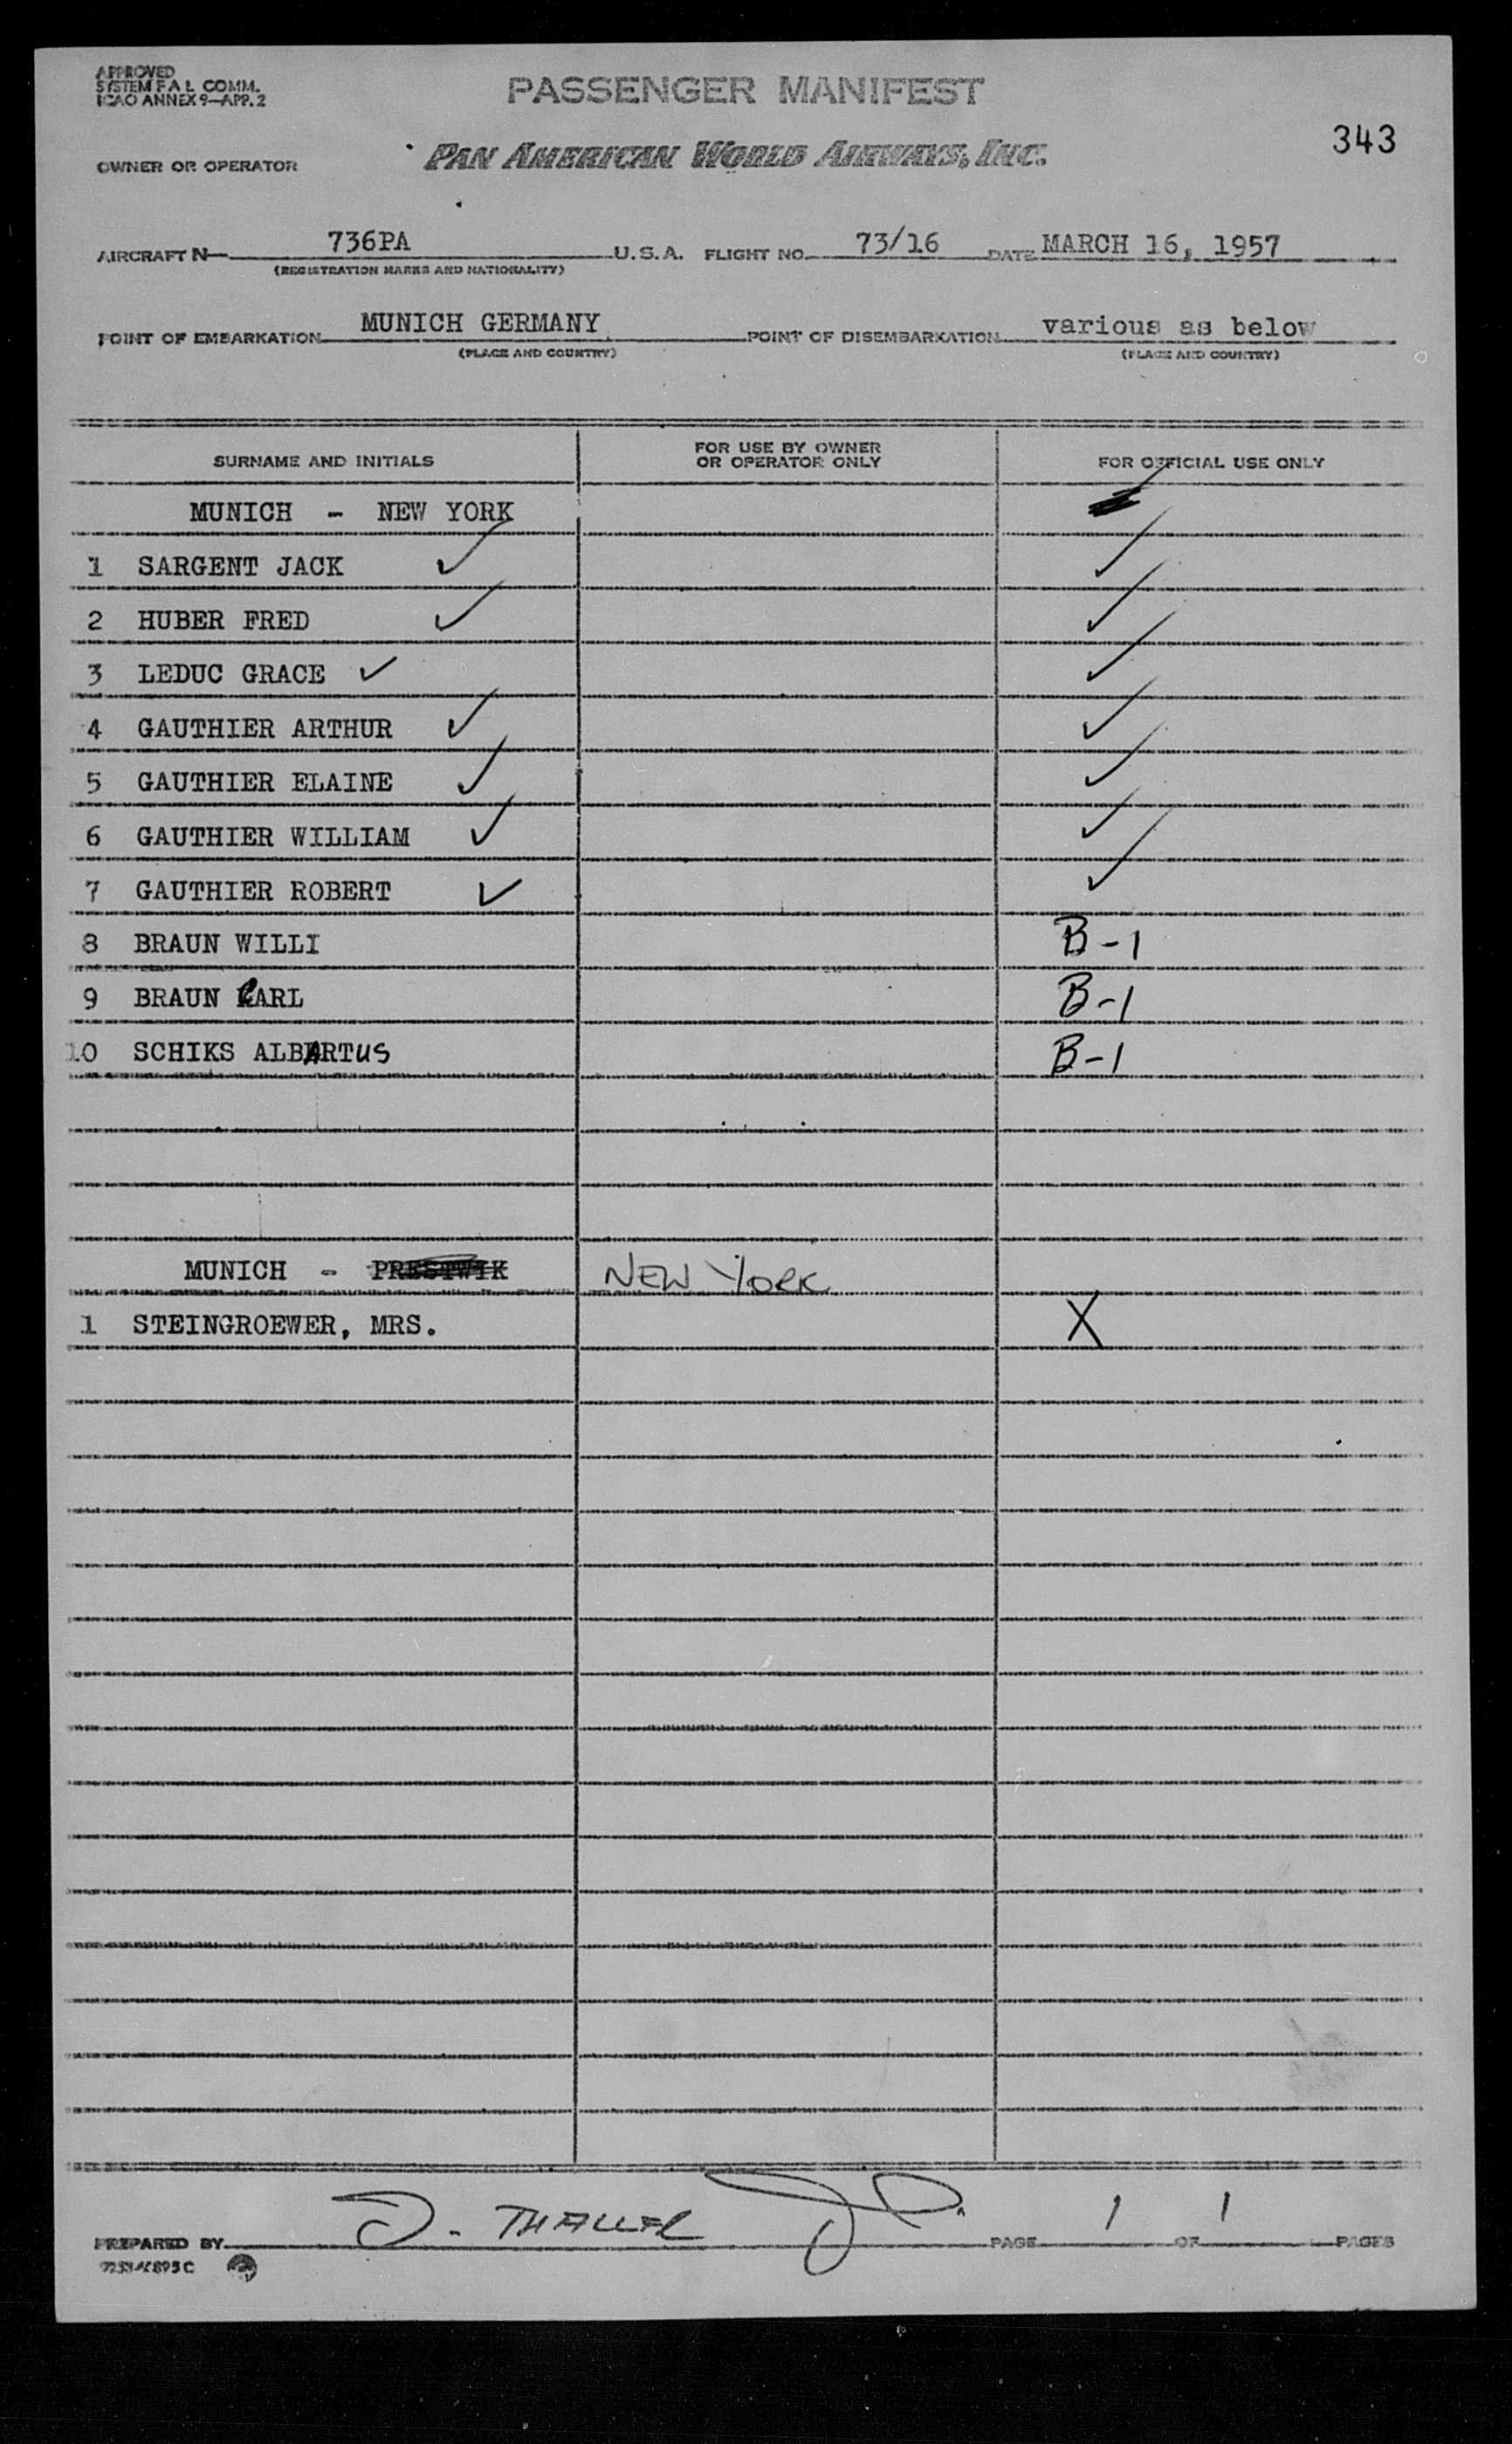 APPROVED
SYSTEM F A L COMM.
ICAO ANNEX 9—APP. 2
PASSENGER MANIFEST
343
OWNER OR OPERATOR PAN AMERICAN WORLD AIRWAYS, INC.
AIRCRAFT N— 736PA U.S.A. FLIGHT NO. 73/16 DATE MARCH 16, 1957
(REGISTRATION MARKS AND NATIONALITY)
POINT OF EMBARKATION MUNICH GERMANY POINT OF DISEMBARKATION various as below
(PLACE AND COUNTRY) (PLACE AND COUNTRY)
SURNAME AND INITIALS
FOR USE BY OWNER
OR OPERATOR ONLY
FOR OFFICIAL USE ONLY
MUNICH - NEW YORK
1 SARGENT JACK ✓ ✓
2 HUBER FRED ✓ ✓
3 LEDUC GRACE ✓ ✓
4 GAUTHIER ARTHUR ✓ ✓
5 GAUTHIER ELAINE ✓ ✓
6 GAUTHIER WILLIAM ✓ ✓
7 GAUTHIER ROBERT ✓ ✓
8 BRAUN WILLI B-1
9 BRAUN CARL B-1
10 SCHIKS ALBARTUS B-1
MUNICH - PRESTWIK NEW YORK
1 STEINGROEWER, MRS. X
PREPARED BY PAGE 1 OF 1 PAGES